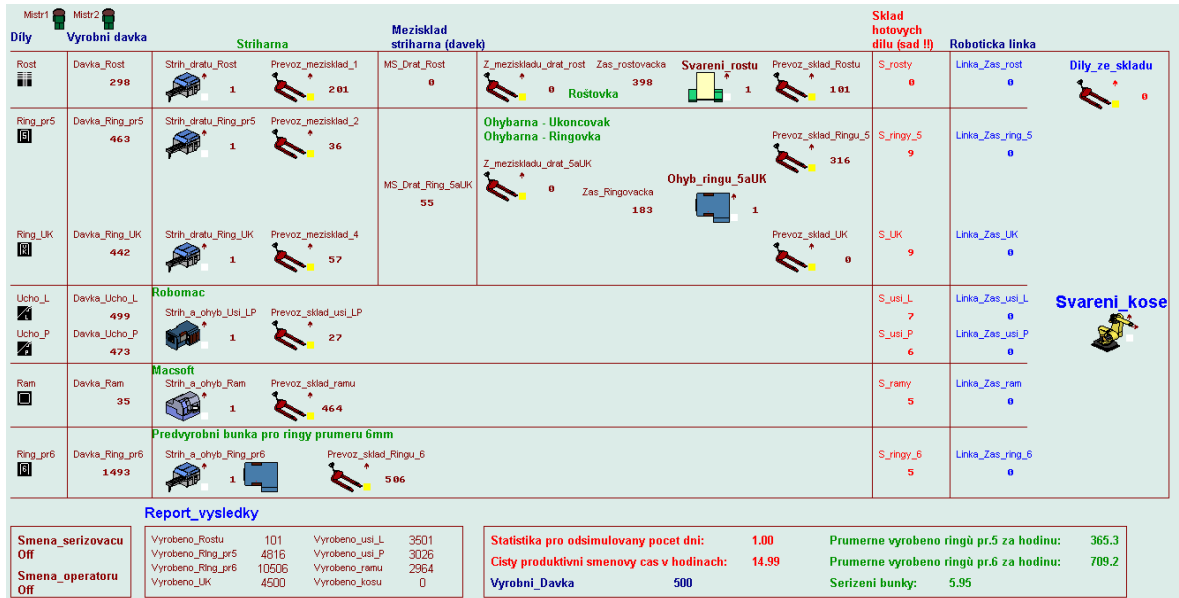 Mistr1 Mistr2
Díly Vyrobni davka Striharna Mezisklad striharna (davek) Sklad hotovych dilu (sad !!) Roboticka linka
Rost Davka_Rost Strih_dratu_Rost Prevoz_mezisklad_1 MS_Drat_Rost Z_meziskladu_drat_rost Zas_rostovacka Svareni_rostu Prevoz_sklad_Rostu S_rosty Linka_Zas_rost Dily_ze_skladu
298 1 201 0 0 398 1 101 0 0 0
Roštovka
Ring_pr5 Davka_Ring_pr5 Strih_dratu_Ring_pr5 Prevoz_mezisklad_2 Ohybarna - Ukoncovak
Ohybarna - Ringovka Prevoz_sklad_Ringu_5 S_ringy_5 Linka_Zas_ring_5
5 463 1 36 316 9 0
Z_meziskladu_drat_5aUK
MS_Drat_Ring_5aUK 0 Zas_Ringovacka Ohyb_ringu_5aUK
55 183 1
Ring_UK Davka_Ring_UK Strih_dratu_Ring_UK Prevoz_mezisklad_4 Prevoz_sklad_UK S_UK Linka_Zas_UK
442 1 57 0 9 0
Robomac
Ucho_L Davka_Ucho_L Strih_a_ohyb_Usi_LP Prevoz_sklad_usi_LP S_usi_L Linka_Zas_usi_L Svareni_kose
499 7 0
Ucho_P Davka_Ucho_P 1 27 S_usi_P Linka_Zas_usi_P
473 6 0
Macsoft
Ram Davka_Ram Strih_a_ohyb_Ram Prevoz_sklad_ramu S_ramy Linka_Zas_ram
35 1 464 5 0
Predvyrobni bunka pro ringy prumeru 6mm
Ring_pr6 Davka_Ring_pr6 Strih_a_ohyb_Ring_pr6 Prevoz_sklad_Ringu_6 S_ringy_6 Linka_Zas_ring_6
6 1493 1 506 5 0
Report_vysledky
Smena_serizovacu
Off
Smena_operatoru
Off
Vyrobeno_Rostu 101 Vyrobeno_usi_L 3501
Vyrobeno_RIng_pr5 4816 Vyrobeno_usi_P 3026
Vyrobeno_RIng_pr6 10506 Vyrobeno_ramu 2964
Vyrobeno_UK 4500 Vyrobeno_kosu 0
Statistika pro odsimulovany pocet dni: 1.00 Prumerne vyrobeno ringů pr.5 za hodinu: 365.3
Cisty produktivni smenovy cas v hodinach: 14.99 Prumerne vyrobeno ringů pr.6 za hodinu: 709.2
Vyrobni_Davka 500 Serizeni bunky: 5.95